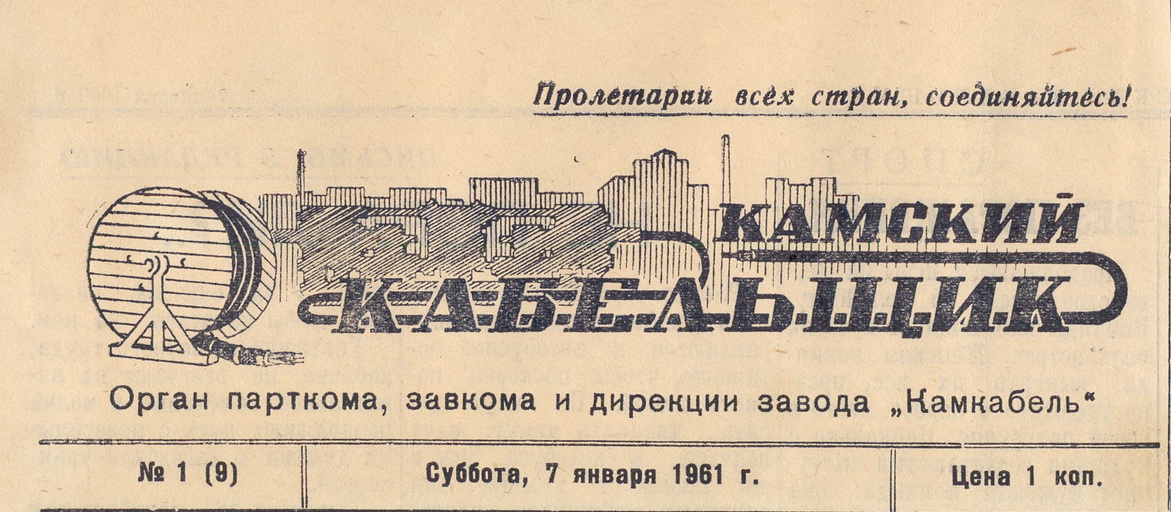 Пролетарии всех стран, соединяйтесь!
КАМСКИЙ
КАБЕЛЬЩИК
Орган парткома, завкома и дирекции завода „Камкабель“
№ 1 (9)
Суббота, 7 января 1961 г.
Цена 1 коп.